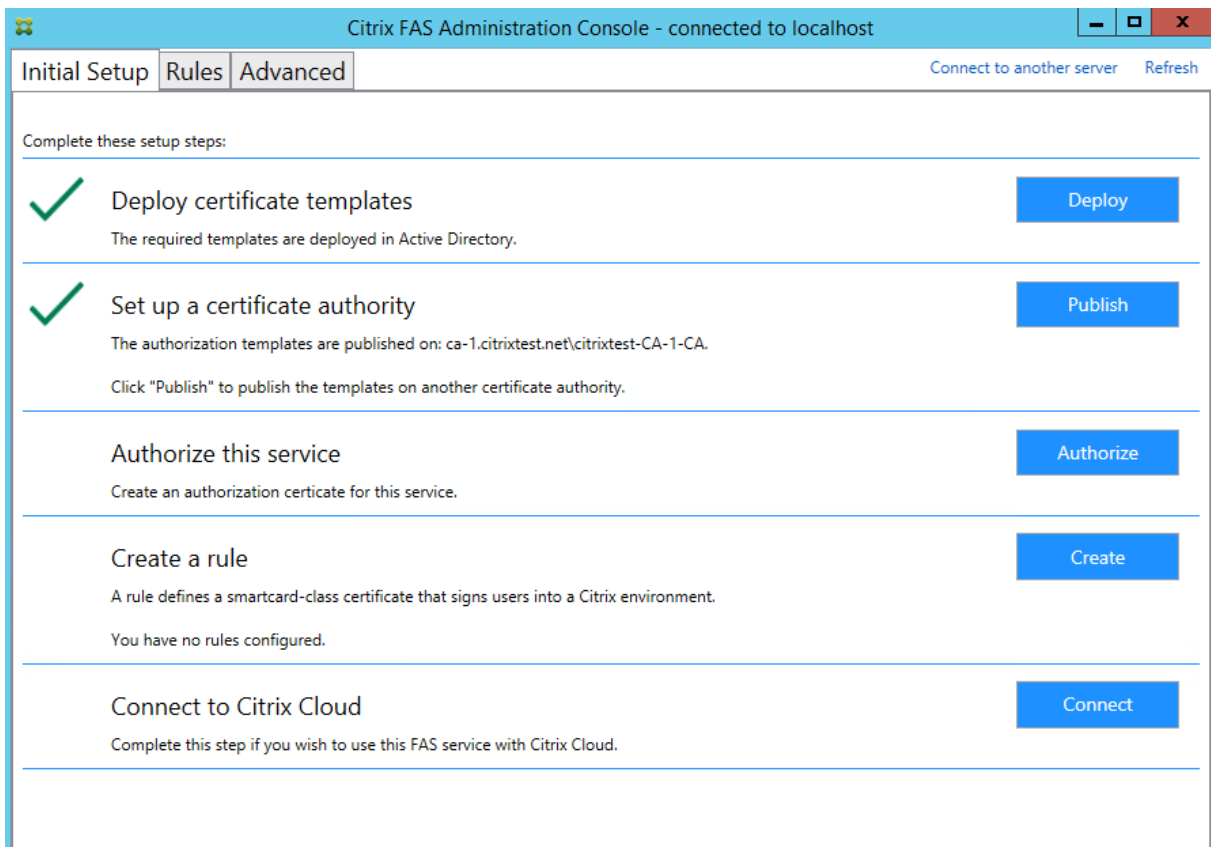 Citrix FAS Administration Console - connected to localhost
Initial Setup Rules Advanced Connect to another server Refresh
Complete these setup steps:
Deploy certificate templates Deploy
The required templates are deployed in Active Directory.
Set up a certificate authority Publish
The authorization templates are published on: ca-1.citrixtest.net\citrixtest-CA-1-CA.
Click "Publish" to publish the templates on another certificate authority.
Authorize this service Authorize
Create an authorization certicate for this service.
Create a rule Create
A rule defines a smartcard-class certificate that signs users into a Citrix environment.
You have no rules configured.
Connect to Citrix Cloud Connect
Complete this step if you wish to use this FAS service with Citrix Cloud.